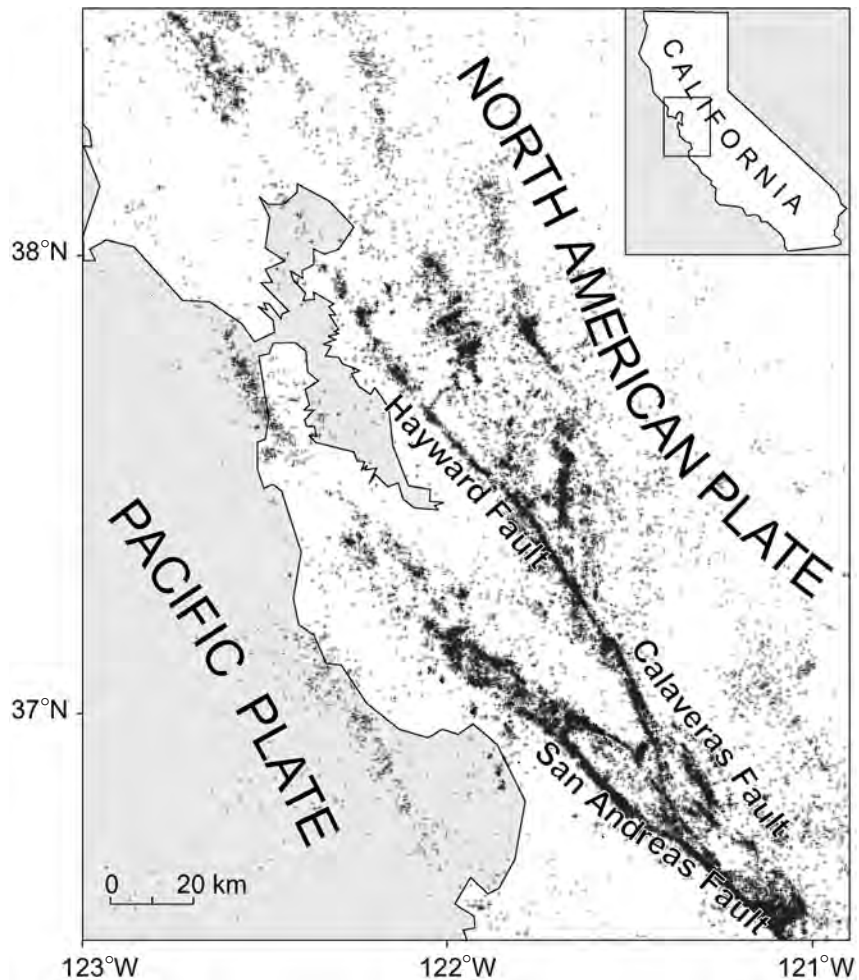 CALIFORNIA
NORTH AMERICAN PLATE
38°N
Hayward Fault
PACIFIC PLATE
Calaveras Fault
37°N
San Andreas Fault
0 20 km
123°W 122°W 121°W